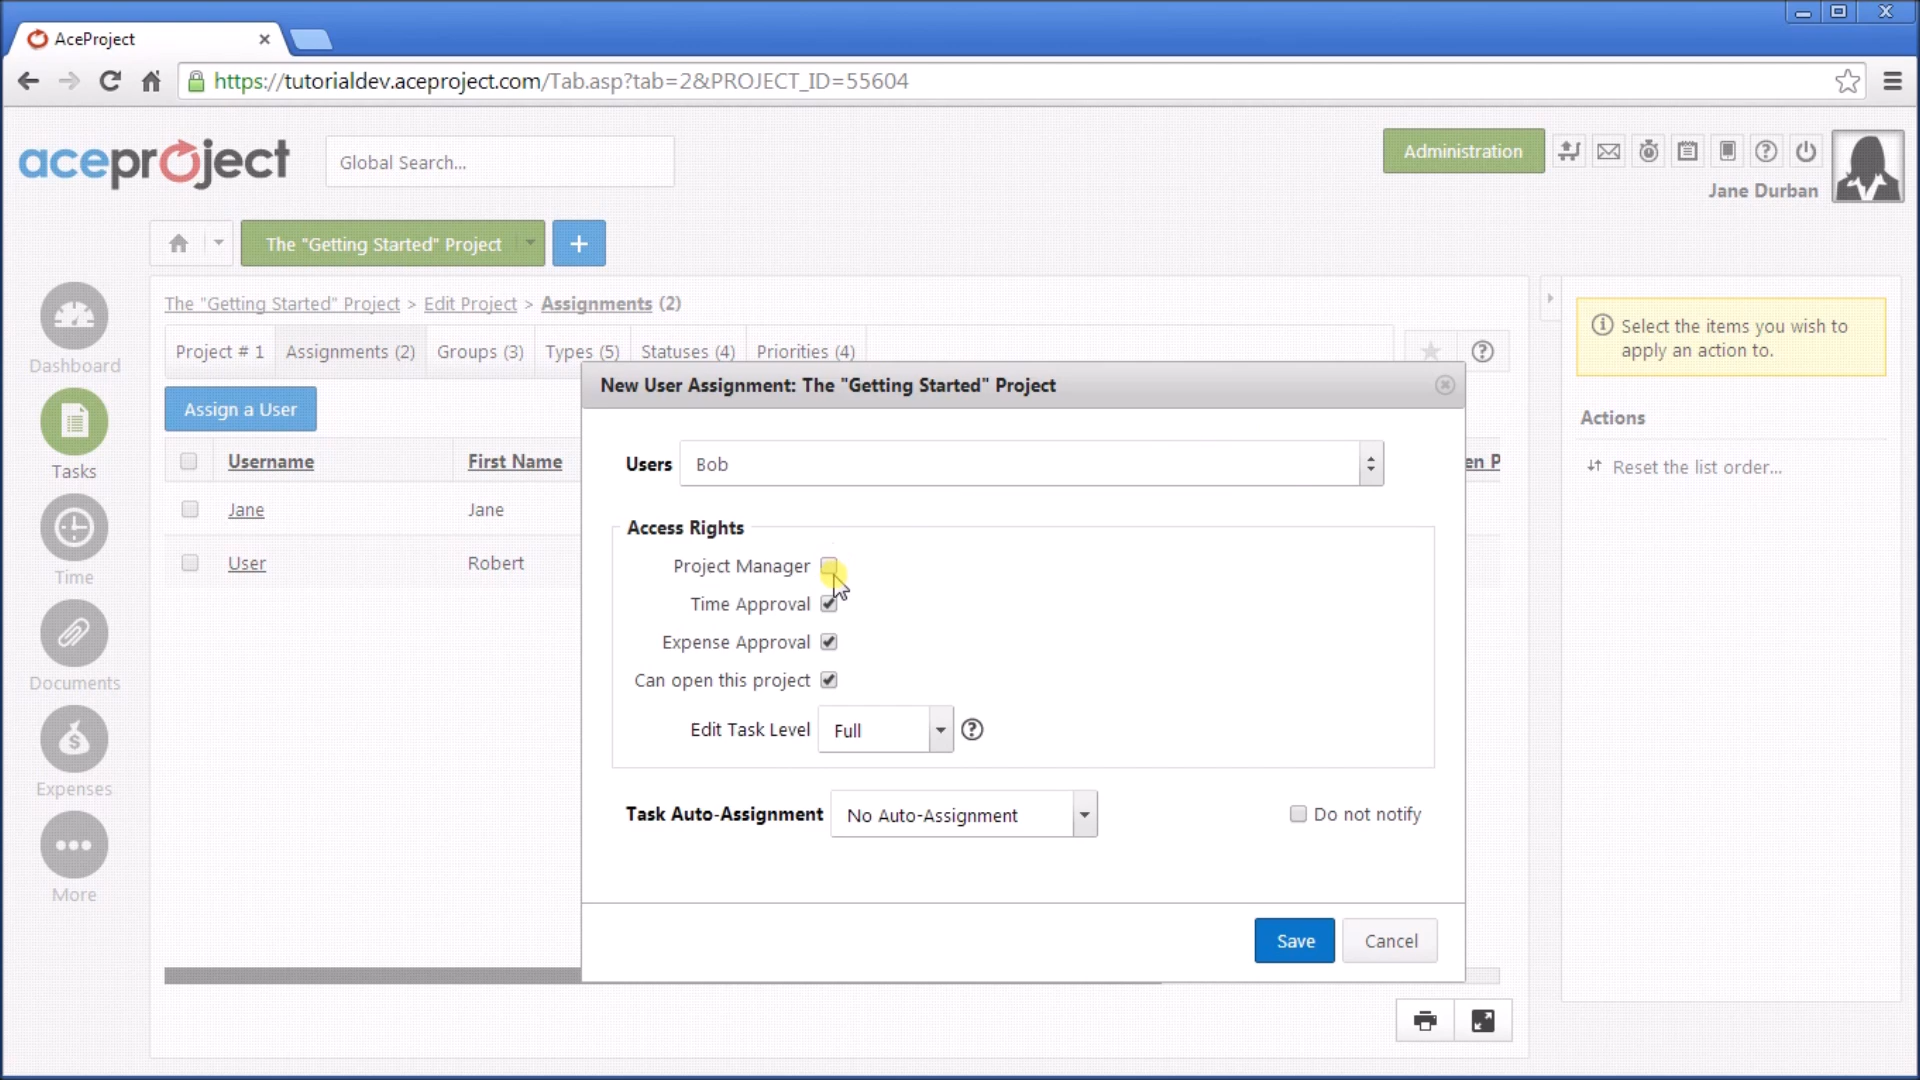 AceProject
https://tutorialdev.aceproject.com/Tab.asp?tab=2&PROJECT_ID=55604
aceproject
Global Search...
Administration
Jane Durban
The "Getting Started" Project
The "Getting Started" Project > Edit Project > Assignments (2)
Project # 1
Assignments (2)
Groups (3)
Types (5)
Statuses (4)
Priorities (4)
Assign a User
Username
First Name
en P
Jane
Jane
User
Robert
Dashboard
Tasks
Time
Documents
Expenses
More
New User Assignment: The "Getting Started" Project
Users
Bob
Access Rights
Project Manager
Time Approval
Expense Approval
Can open this project
Edit Task Level
Full
Task Auto-Assignment
No Auto-Assignment
Do not notify
Save
Cancel
Select the items you wish to
apply an action to.
Actions
Reset the list order...